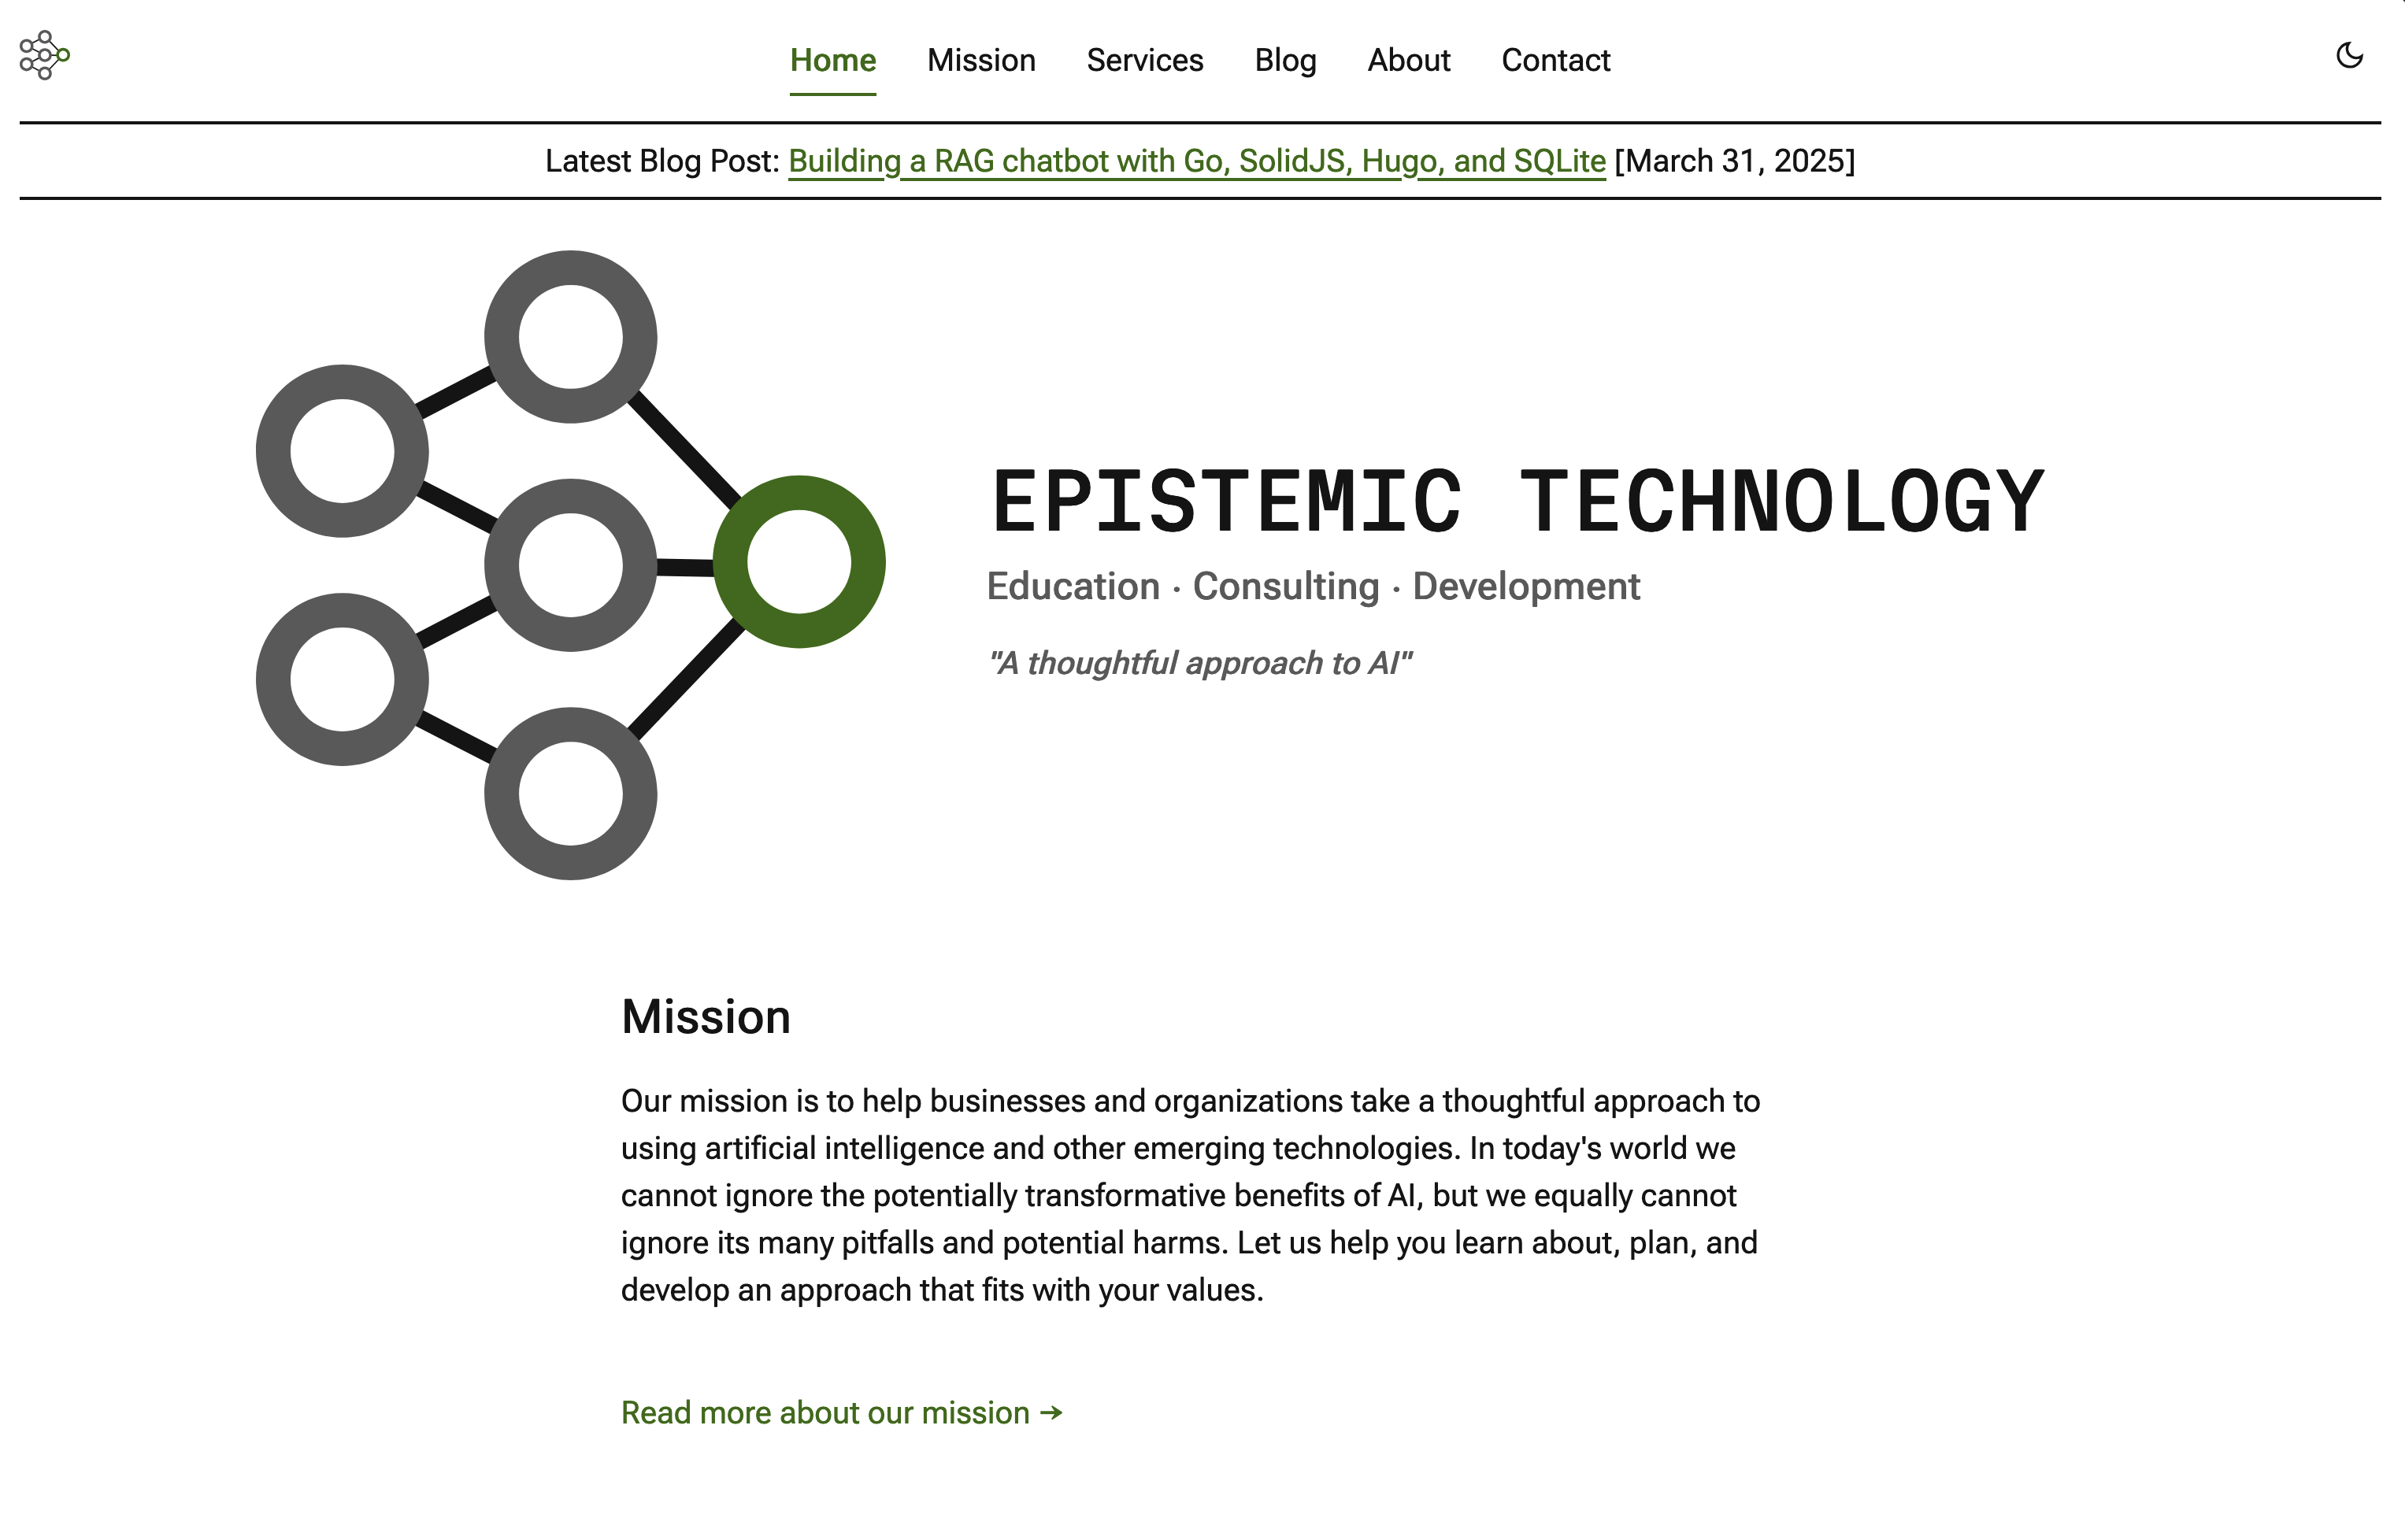 Home Mission Services Blog About Contact
Latest Blog Post: Building a RAG chatbot with Go, SolidJS, Hugo, and SQLite [March 31, 2025]
EPISTEMIC TECHNOLOGY
Education · Consulting · Development
"A thoughtful approach to AI"
Mission
Our mission is to help businesses and organizations take a thoughtful approach to
using artificial intelligence and other emerging technologies. In today's world we
cannot ignore the potentially transformative benefits of AI, but we equally cannot
ignore its many pitfalls and potential harms. Let us help you learn about, plan, and
develop an approach that fits with your values.
Read more about our mission →